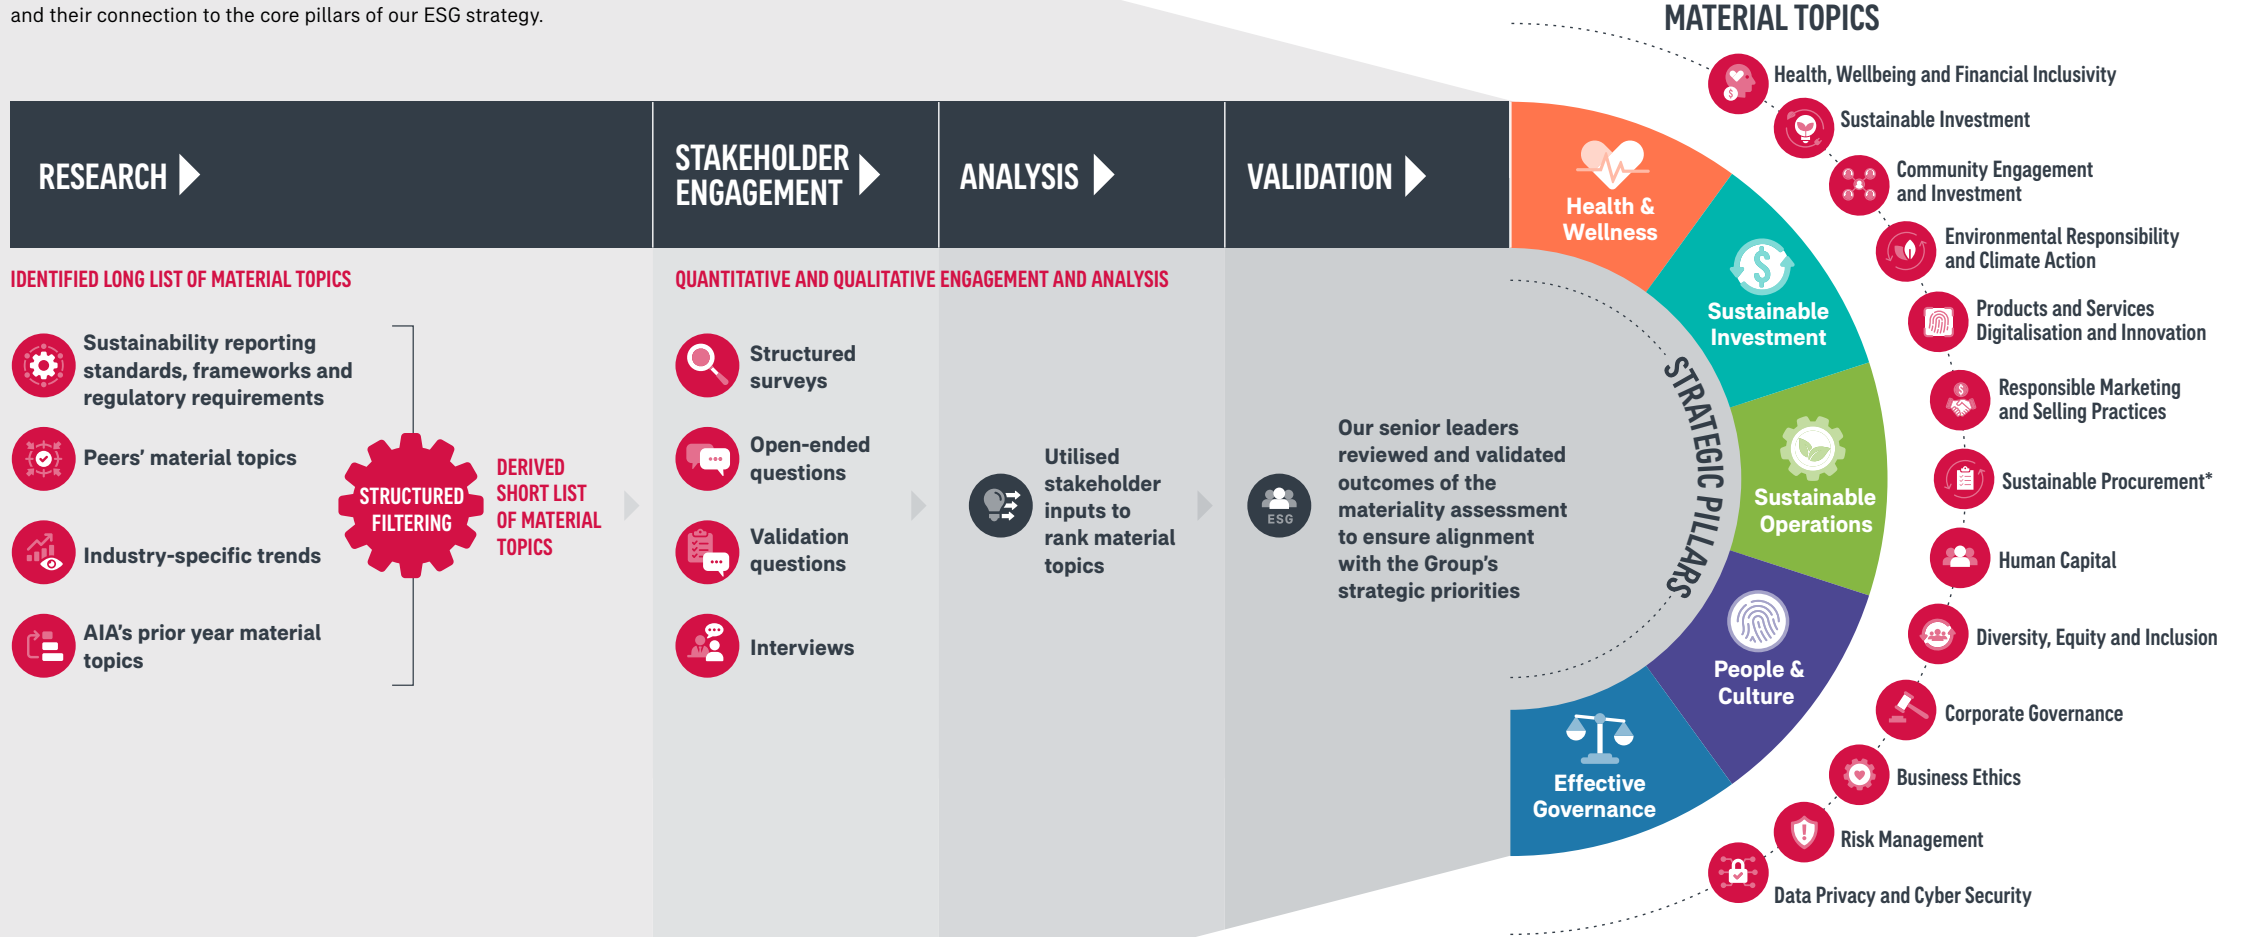 and their connection to the core pillars of our ESG strategy.
RESEARCH
STAKEHOLDER
ENGAGEMENT
ANALYSIS
VALIDATION
IDENTIFIED LONG LIST OF MATERIAL TOPICS
Sustainability reporting
standards, frameworks and
regulatory requirements
Peers’ material topics
Industry-specific trends
AIA’s prior year material
topics
STRUCTURED
FILTERING
DERIVED
SHORT LIST
OF MATERIAL
TOPICS
QUANTITATIVE AND QUALITATIVE ENGAGEMENT AND ANALYSIS
Structured
surveys
Open-ended
questions
Validation
questions
Interviews
Utilised
stakeholder
inputs to
rank material
topics
ESG
Our senior leaders
reviewed and validated
outcomes of the
materiality assessment
to ensure alignment
with the Group’s
strategic priorities
STRATEGIC PILLARS
Health &
Wellness
Sustainable
Investment
Sustainable
Operations
People &
Culture
Effective
Governance
MATERIAL TOPICS
Health, Wellbeing and Financial Inclusivity
Sustainable Investment
Community Engagement
and Investment
Environmental Responsibility
and Climate Action
Products and Services
Digitalisation and Innovation
Responsible Marketing
and Selling Practices
Sustainable Procurement*
Human Capital
Diversity, Equity and Inclusion
Corporate Governance
Business Ethics
Risk Management
Data Privacy and Cyber Security